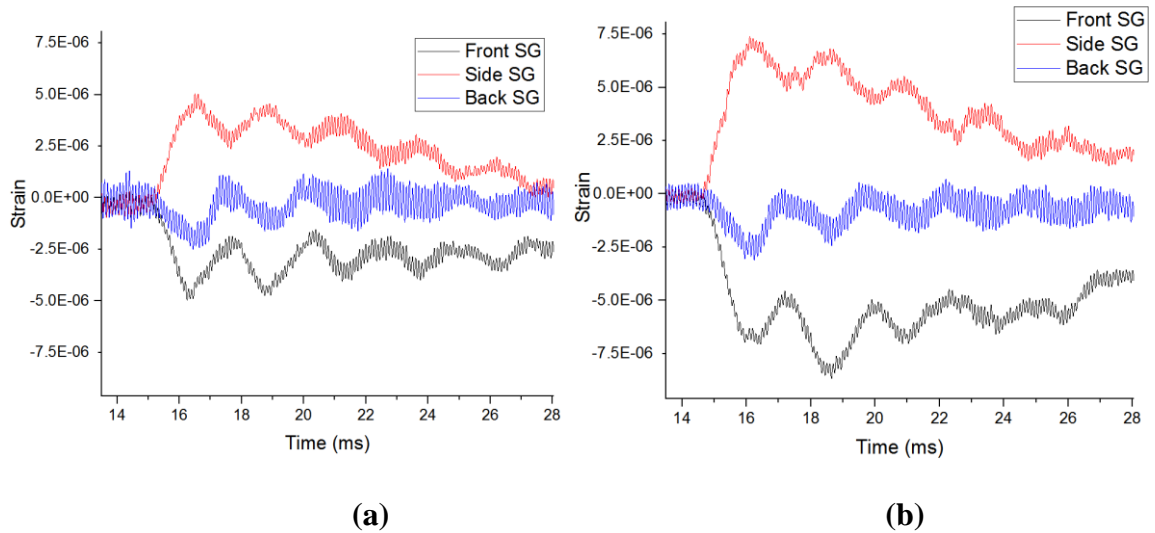 7.5E-06
5.0E-06
2.5E-06
0.0E+00
-2.5E-06
-5.0E-06
-7.5E-06
Strain
14 16 18 20 22 24 26 28
Time (ms)
Front SG
Side SG
Back SG
(a)
7.5E-06
5.0E-06
2.5E-06
0.0E+00
-2.5E-06
-5.0E-06
-7.5E-06
Strain
14 16 18 20 22 24 26 28
Time (ms)
Front SG
Side SG
Back SG
(b)